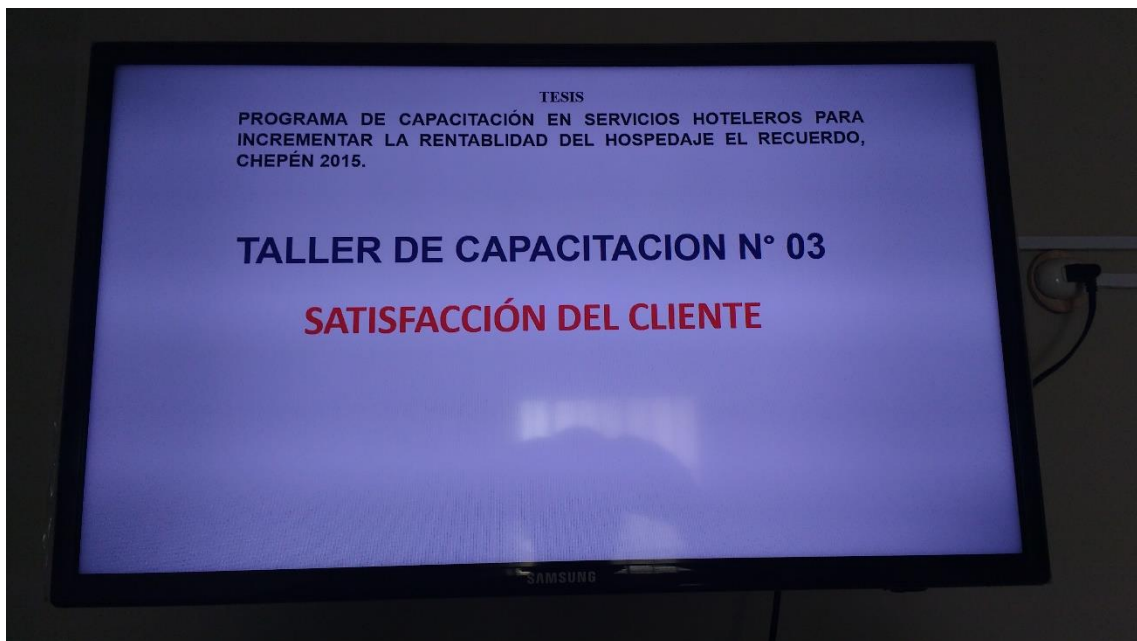 TESIS
PROGRAMA DE CAPACITACIÓN EN SERVICIOS HOTELEROS PARA
INCREMENTAR LA RENTABLIDAD DEL HOSPEDAJE EL RECUERDO,
CHEPÉN 2015.
TALLER DE CAPACITACION N° 03
SATISFACCIÓN DEL CLIENTE
SAMSUNG